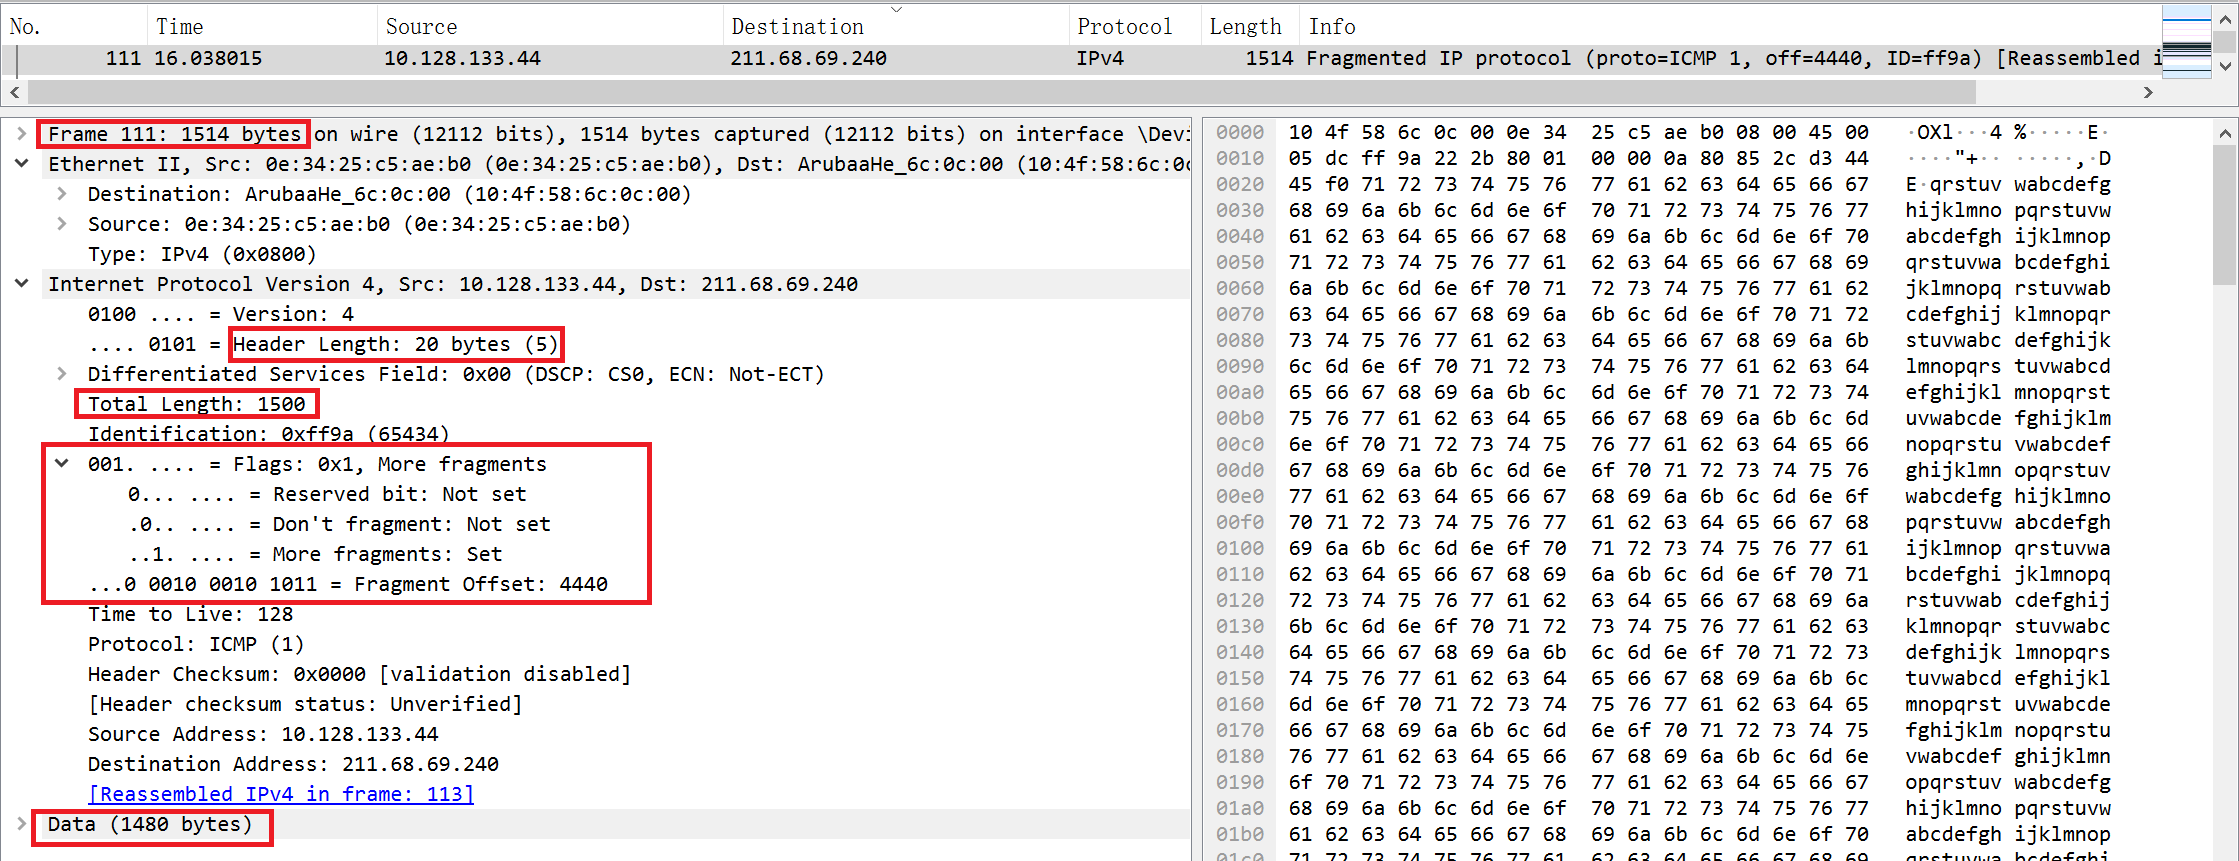 No. Time Source Destination Protocol Length Info
111 16.038015 10.128.133.44 211.68.69.240 IPv4 1514 Fragmented IP protocol (proto=ICMP 1, off=4440, ID=ff9a) [Reassembled i
Frame 111: 1514 bytes on wire (12112 bits), 1514 bytes captured (12112 bits) on interface \Devi
Ethernet II, Src: 0e:34:25:c5:ae:b0 (0e:34:25:c5:ae:b0), Dst: ArubaaHe_6c:0c:00 (10:4f:58:6c:0c
Destination: ArubaaHe_6c:0c:00 (10:4f:58:6c:0c:00)
Source: 0e:34:25:c5:ae:b0 (0e:34:25:c5:ae:b0)
Type: IPv4 (0x0800)
Internet Protocol Version 4, Src: 10.128.133.44, Dst: 211.68.69.240
0100 .... = Version: 4
.... 0101 = Header Length: 20 bytes (5)
Differentiated Services Field: 0x00 (DSCP: CS0, ECN: Not-ECT)
Total Length: 1500
Identification: 0xff9a (65434)
001. .... = Flags: 0x1, More fragments
0... .... = Reserved bit: Not set
.0.. .... = Don't fragment: Not set
..1. .... = More fragments: Set
...0 0010 0010 1011 = Fragment Offset: 4440
Time to Live: 128
Protocol: ICMP (1)
Header Checksum: 0x0000 [validation disabled]
[Header checksum status: Unverified]
Source Address: 10.128.133.44
Destination Address: 211.68.69.240
[Reassembled IPv4 in frame: 113]
Data (1480 bytes)
0000 10 4f 58 6c 0c 00 0e 34 25 c5 ae b0 08 00 45 00 ·OXl···4 %·····E·
0010 05 dc ff 9a 22 2b 80 01 00 00 0a 80 85 2c d3 44 ····"+·· ·····,·D
0020 45 f0 71 72 73 74 75 76 77 61 62 63 64 65 66 67 E·qrstuv wabcdefg
0030 68 69 6a 6b 6c 6d 6e 6f 70 71 72 73 74 75 76 77 hijklmno pqrstuvw
0040 61 62 63 64 65 66 67 68 69 6a 6b 6c 6d 6e 6f 70 abcdefgh ijklmnop
0050 71 72 73 74 75 76 77 61 62 63 64 65 66 67 68 69 qrstuvwa bcdefghi
0060 6a 6b 6c 6d 6e 6f 70 71 72 73 74 75 76 77 61 62 jklmnopq rstuvwab
0070 63 64 65 66 67 68 69 6a 6b 6c 6d 6e 6f 70 71 72 cdefghij klmnopqr
0080 73 74 75 76 77 61 62 63 64 65 66 67 68 69 6a 6b stuvwabc defghijk
0090 6c 6d 6e 6f 70 71 72 73 74 75 76 77 61 62 63 64 lmnopqrs tuvwabcd
00a0 65 66 67 68 69 6a 6b 6c 6d 6e 6f 70 71 72 73 74 efghijkl mnopqrst
00b0 75 76 77 61 62 63 64 65 66 67 68 69 6a 6b 6c 6d uvwabcde fghijklm
00c0 6e 6f 70 71 72 73 74 75 76 77 61 62 63 64 65 66 nopqrstu vwabcdef
00d0 67 68 69 6a 6b 6c 6d 6e 6f 70 71 72 73 74 75 76 ghijklmn opqrstuv
00e0 77 61 62 63 64 65 66 67 68 69 6a 6b 6c 6d 6e 6f wabcdefg hijklmno
00f0 70 71 72 73 74 75 76 77 61 62 63 64 65 66 67 68 pqrstuvw abcdefgh
0100 69 6a 6b 6c 6d 6e 6f 70 71 72 73 74 75 76 77 61 ijklmnop qrstuvwa
0110 62 63 64 65 66 67 68 69 6a 6b 6c 6d 6e 6f 70 71 bcdefghi jklmnopq
0120 72 73 74 75 76 77 61 62 63 64 65 66 67 68 69 6a rstuvwab cdefghij
0130 6b 6c 6d 6e 6f 70 71 72 73 74 75 76 77 61 62 63 klmnopqr stuvwabc
0140 64 65 66 67 68 69 6a 6b 6c 6d 6e 6f 70 71 72 73 defghijk lmnopqrs
0150 74 75 76 77 61 62 63 64 65 66 67 68 69 6a 6b 6c tuvwabcd efghijkl
0160 6d 6e 6f 70 71 72 73 74 75 76 77 61 62 63 64 65 mnopqrst uvwabcde
0170 66 67 68 69 6a 6b 6c 6d 6e 6f 70 71 72 73 74 75 fghijklm nopqrstu
0180 76 77 61 62 63 64 65 66 67 68 69 6a 6b 6c 6d 6e vwabcdef ghijklmn
0190 6f 70 71 72 73 74 75 76 77 61 62 63 64 65 66 67 opqrstuv wabcdefg
01a0 68 69 6a 6b 6c 6d 6e 6f 70 71 72 73 74 75 76 77 hijklmno pqrstuvw
01b0 61 62 63 64 65 66 67 68 69 6a 6b 6c 6d 6e 6f 70 abcdefgh ijklmnop
01c0 71 72 73 74 75 76 77 61 62 63 64 65 66 67 68 69 qrstuvwa bcdefghi